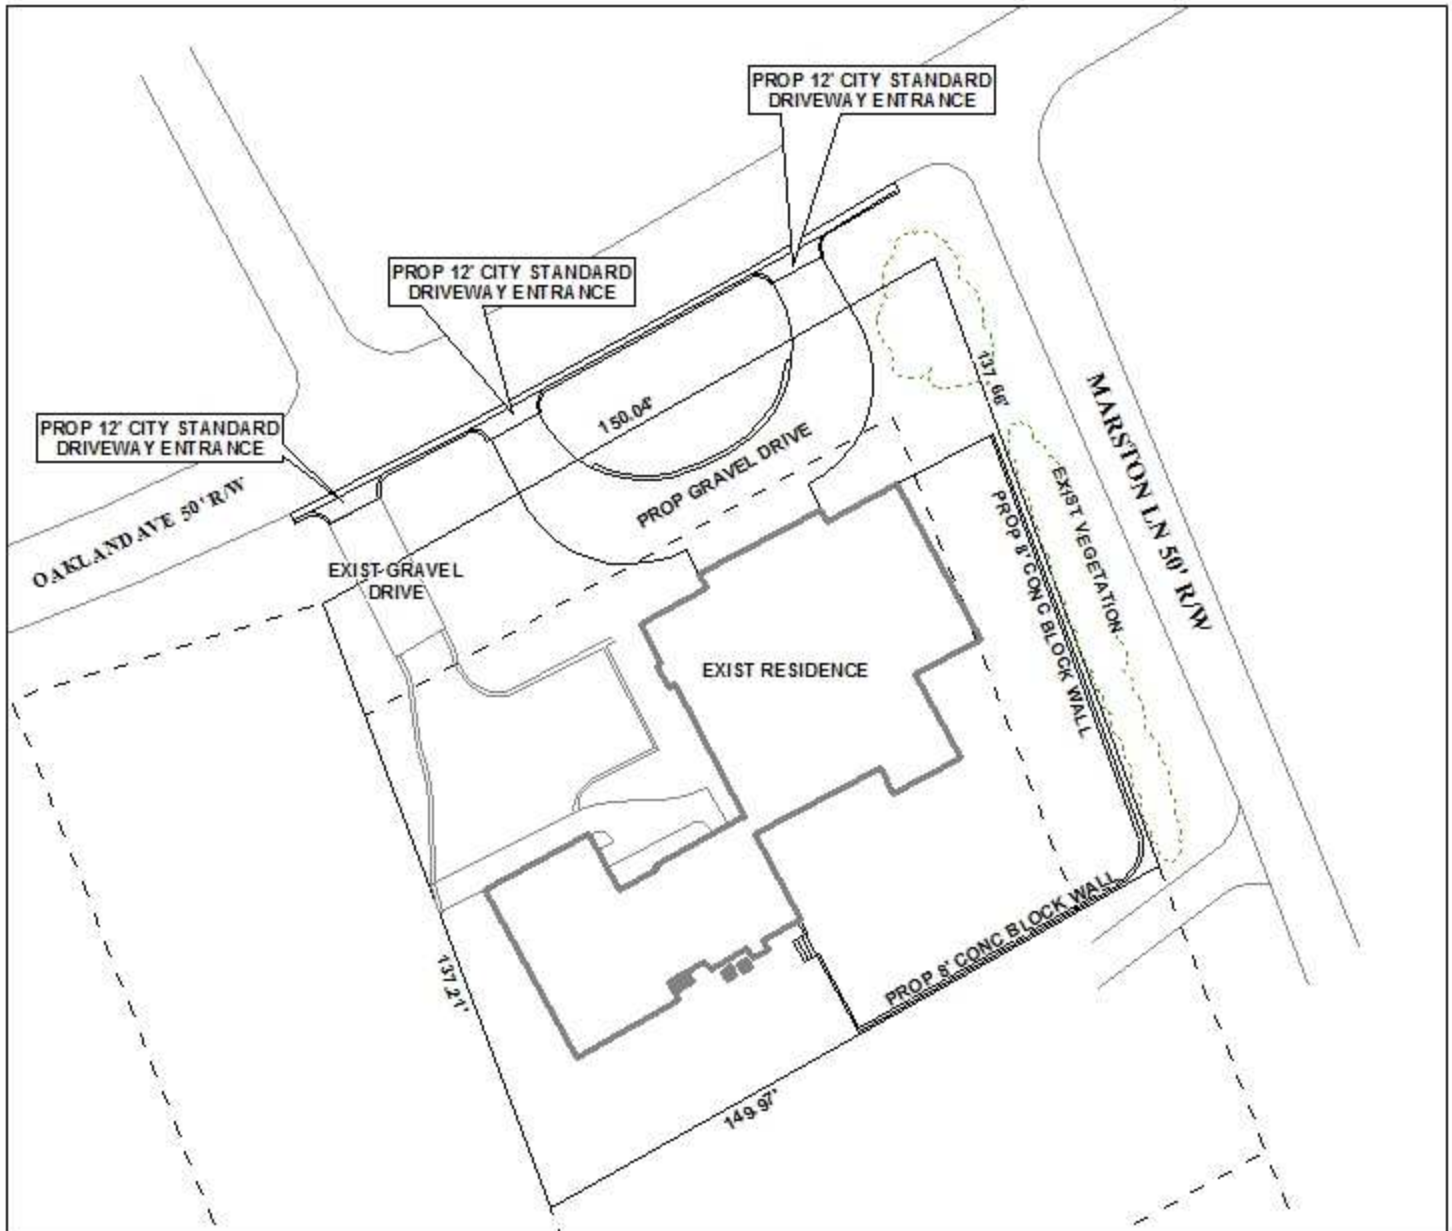 PROP 12' CITY STANDARD
DRIVEWAY ENTRANCE
PROP 12' CITY STANDARD
DRIVEWAY ENTRANCE
PROP 12' CITY STANDARD
DRIVEWAY ENTRANCE
OAKLAND AVE 50' R/W
150.04'
PROP GRAVEL DRIVE
137.66'
MARSTON LN 50' R/W
EXIST VEGETATION
PROP 8' CONC BLOCK WALL
EXIST GRAVEL
DRIVE
EXIST RESIDENCE
PROP 8' CONC BLOCK WALL
137.21'
149.97'